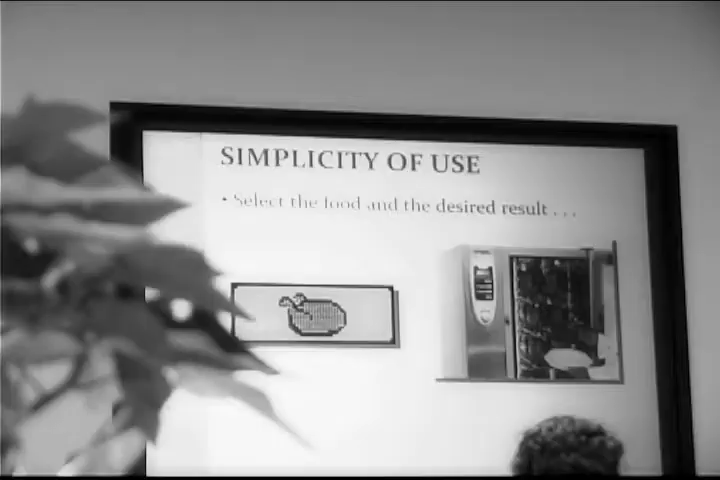 SIMPLICITY OF USE
• Select the food and the desired result . . .